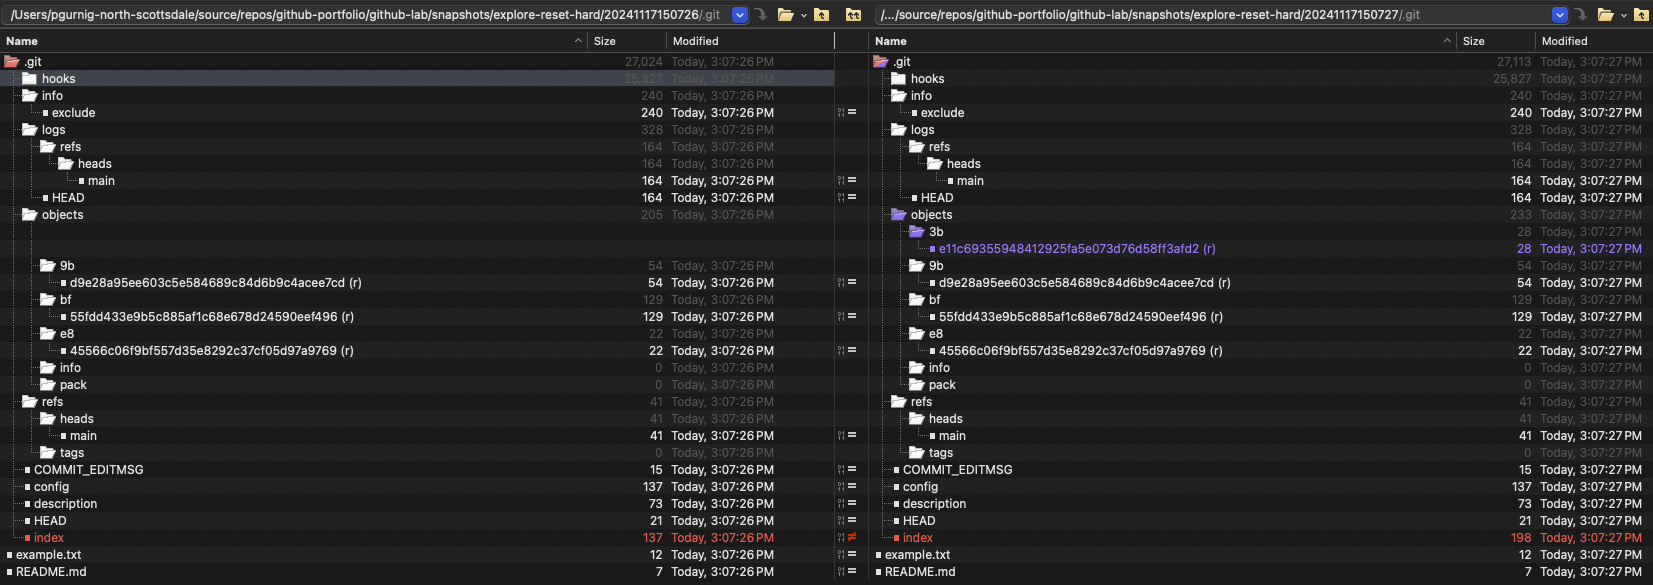 /Users/pgurnig-north-scottsdale/source/repos/github-portfolio/github-lab/snapshots/explore-reset-hard/20241117150726/.git /.../source/repos/github-portfolio/github-lab/snapshots/explore-reset-hard/20241117150727/.git
Name Size Modified Name Size Modified
.git 27,024 Today, 3:07:26 PM .git 27,113 Today, 3:07:27 PM
hooks 25,827 Today, 3:07:26 PM hooks 25,827 Today, 3:07:27 PM
info 240 Today, 3:07:26 PM info 240 Today, 3:07:27 PM
exclude 240 Today, 3:07:26 PM = exclude 240 Today, 3:07:27 PM
logs 328 Today, 3:07:26 PM logs 328 Today, 3:07:27 PM
refs 164 Today, 3:07:26 PM refs 164 Today, 3:07:27 PM
heads 164 Today, 3:07:26 PM heads 164 Today, 3:07:27 PM
main 164 Today, 3:07:26 PM = main 164 Today, 3:07:27 PM
HEAD 164 Today, 3:07:26 PM = HEAD 164 Today, 3:07:27 PM
objects 205 Today, 3:07:26 PM objects 233 Today, 3:07:27 PM
3b 28 Today, 3:07:27 PM
e11c69355948412925fa5e073d76d58ff3afd2 (r) 28 Today, 3:07:27 PM
9b 54 Today, 3:07:26 PM 9b 54 Today, 3:07:27 PM
d9e28a95ee603c5e584689c84d6b9c4acee7cd (r) 54 Today, 3:07:26 PM = d9e28a95ee603c5e584689c84d6b9c4acee7cd (r) 54 Today, 3:07:27 PM
bf 129 Today, 3:07:26 PM bf 129 Today, 3:07:27 PM
55fdd433e9b5c885af1c68e678d24590eef496 (r) 129 Today, 3:07:26 PM = 55fdd433e9b5c885af1c68e678d24590eef496 (r) 129 Today, 3:07:27 PM
e8 22 Today, 3:07:26 PM e8 22 Today, 3:07:27 PM
45566c06f9bf557d35e8292c37cf05d97a9769 (r) 22 Today, 3:07:26 PM = 45566c06f9bf557d35e8292c37cf05d97a9769 (r) 22 Today, 3:07:27 PM
info 0 Today, 3:07:26 PM info 0 Today, 3:07:27 PM
pack 0 Today, 3:07:26 PM pack 0 Today, 3:07:27 PM
refs 41 Today, 3:07:26 PM refs 41 Today, 3:07:27 PM
heads 41 Today, 3:07:26 PM heads 41 Today, 3:07:27 PM
main 41 Today, 3:07:26 PM = main 41 Today, 3:07:27 PM
tags 0 Today, 3:07:26 PM tags 0 Today, 3:07:27 PM
COMMIT_EDITMSG 15 Today, 3:07:26 PM = COMMIT_EDITMSG 15 Today, 3:07:27 PM
config 137 Today, 3:07:26 PM = config 137 Today, 3:07:27 PM
description 73 Today, 3:07:26 PM = description 73 Today, 3:07:27 PM
HEAD 21 Today, 3:07:26 PM = HEAD 21 Today, 3:07:27 PM
index 137 Today, 3:07:26 PM ≠ index 198 Today, 3:07:27 PM
example.txt 12 Today, 3:07:26 PM = example.txt 12 Today, 3:07:27 PM
README.md 7 Today, 3:07:26 PM = README.md 7 Today, 3:07:27 PM